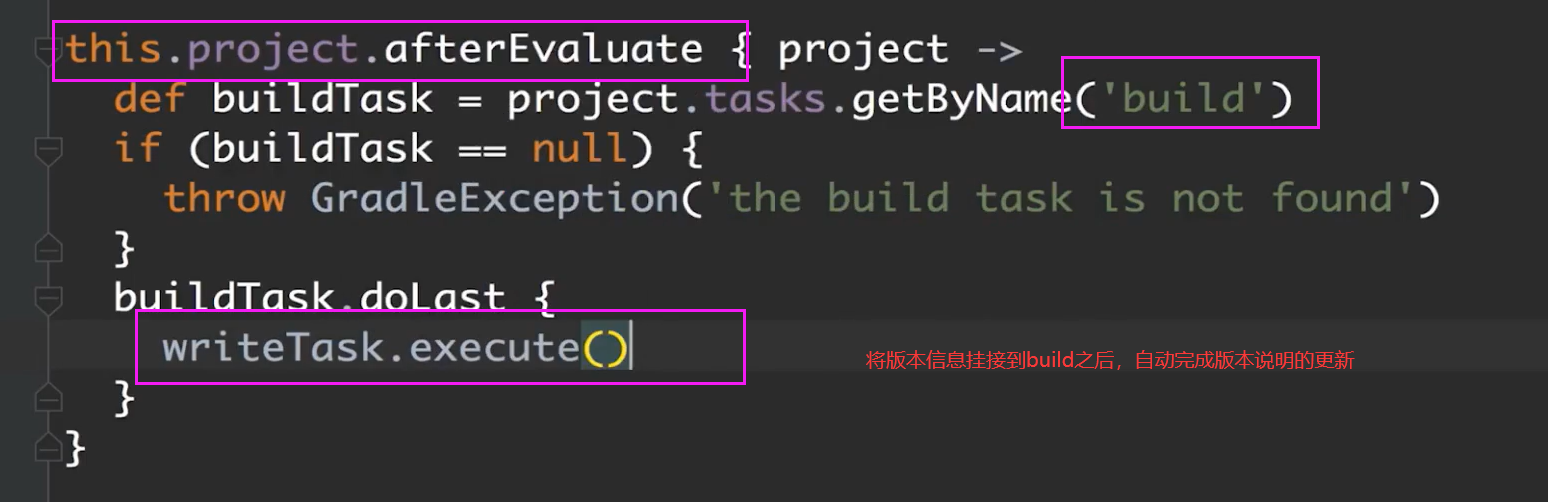 this.project.afterEvaluate { project ->
def buildTask = project.tasks.getByName('build')
if (buildTask == null) {
throw GradleException('the build task is not found')
}
buildTask.doLast {
writeTask.execute()
将版本信息挂接到build之后，自动完成版本说明的更新
}
}